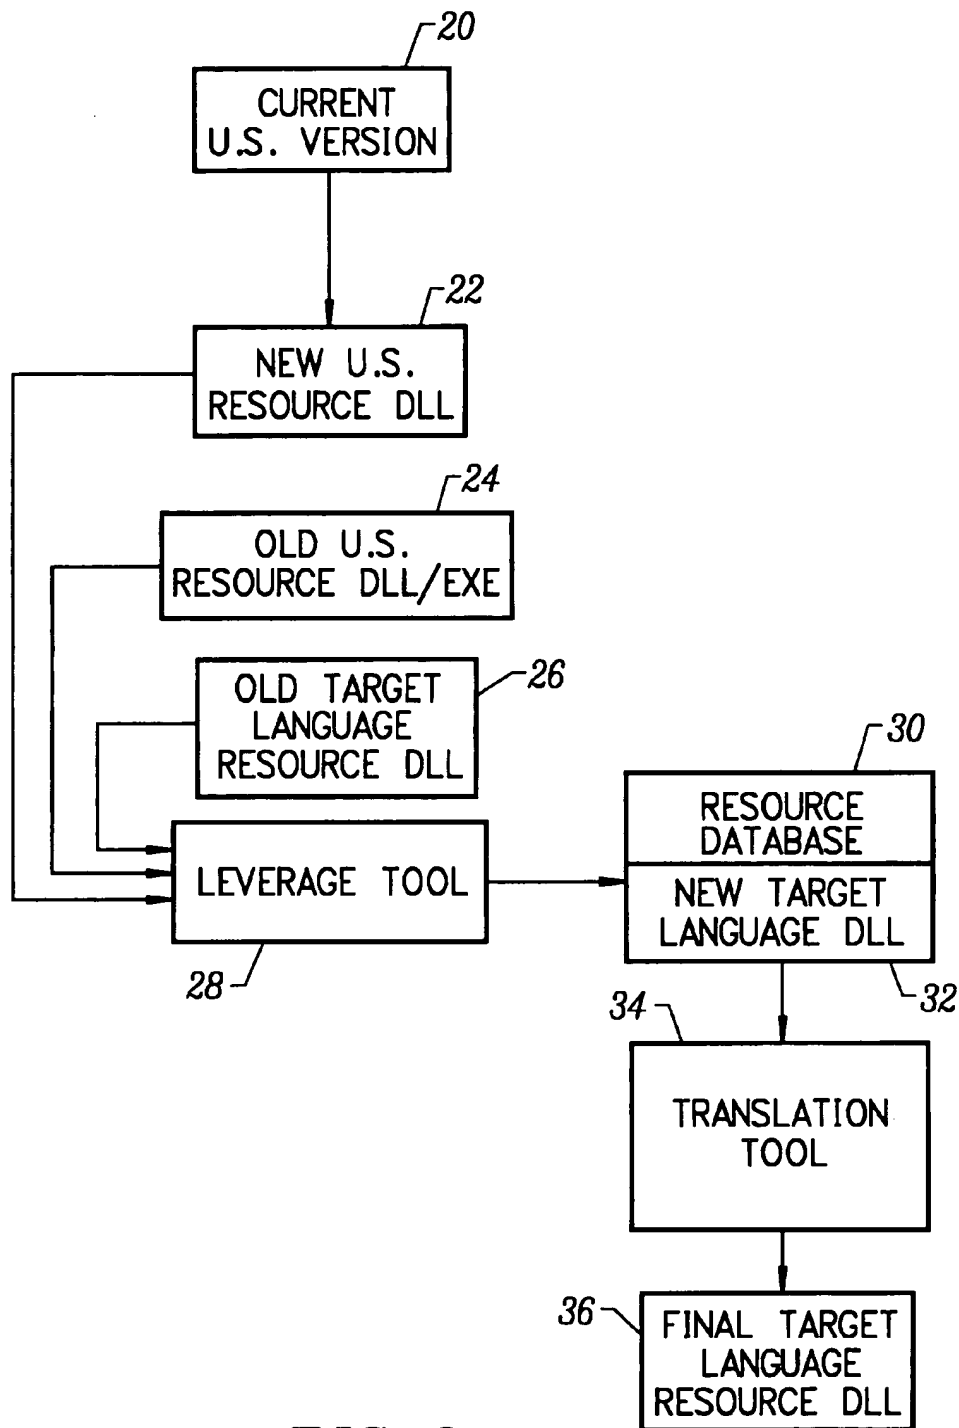 20
CURRENT
U.S. VERSION
22
NEW U.S.
RESOURCE DLL
24
OLD U.S.
RESOURCE DLL/EXE
26
OLD TARGET
LANGUAGE
RESOURCE DLL
30
RESOURCE
DATABASE
LEVERAGE TOOL
28
NEW TARGET
LANGUAGE DLL
32
34
TRANSLATION
TOOL
36
FINAL TARGET
LANGUAGE
RESOURCE DLL